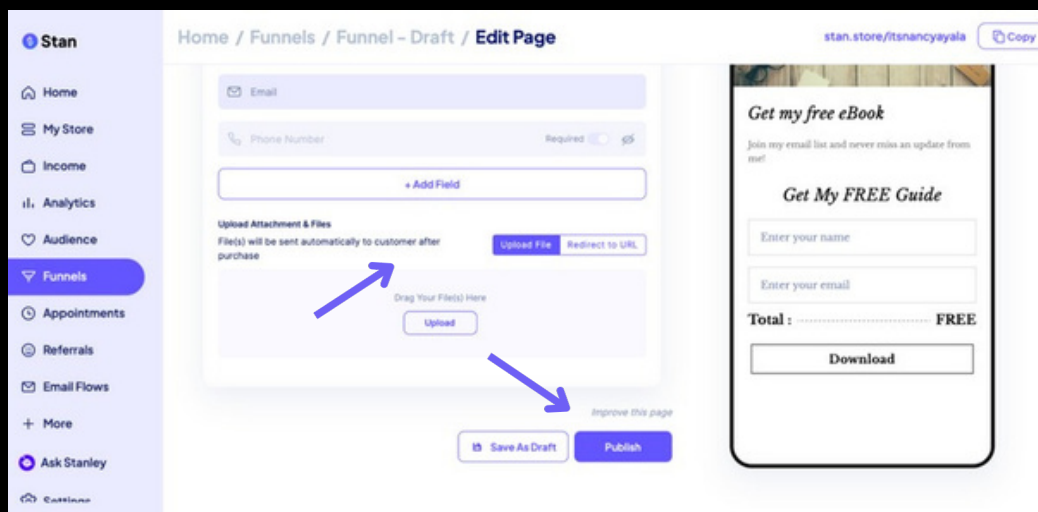 Stan
Home / Funnels / Funnel - Draft / Edit Page
stan.store/itsnancyayala
Copy
Home
My Store
Income
Analytics
Audience
Funnels
Appointments
Referrals
Email Flows
More
Ask Stanley
Settings
Email
Phone Number
Required
+ Add Field
Upload Attachment & Files
File(s) will be sent automatically to customer after
purchase
Upload File
Redirect to URL
Drag Your File(s) Here
Upload
Improve this page
Save As Draft
Publish
Get my free eBook
Join my email list and never miss an update from
me!
Get My FREE Guide
Enter your name
Enter your email
Total : FREE
Download